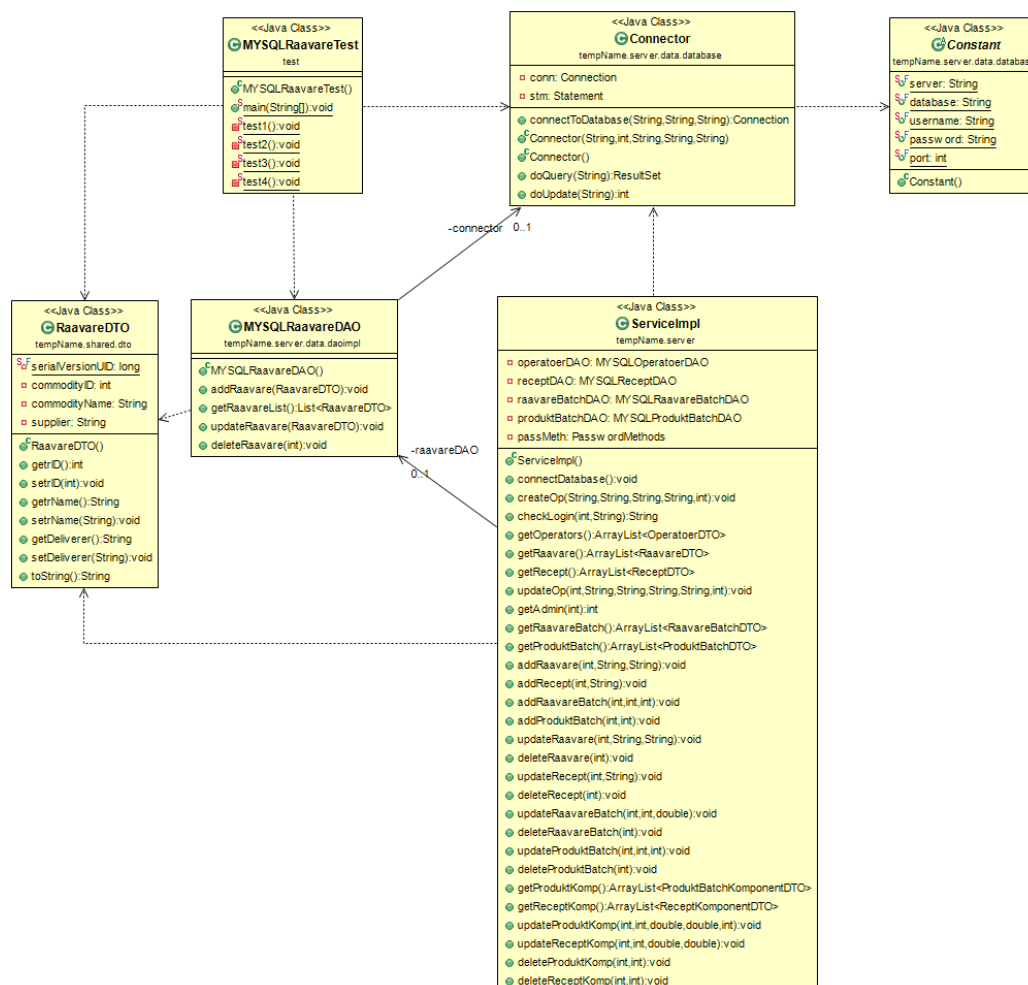 <<Java Class>>
MYSQLRaavareTest
test
MYSQLRaavareTest()
main(String[]):void
test1():void
test2():void
test3():void
test4():void
<<Java Class>>
Connector
tempName.server.data.database
conn: Connection
stm: Statement
connectToDatabase(String,String,String):Connection
Connector(String,int,String,String,String)
Connector()
doQuery(String):ResultSet
doUpdate(String):int
<<Java Class>>
Constant
tempName.server.data.databas
server: String
database: String
username: String
password: String
port: int
Constant()
-connector
0..1
<<Java Class>>
RaavareDTO
tempName.shared.dto
serialVersionUID: long
commodityID: int
commodityName: String
supplier: String
RaavareDTO()
getrID():int
setrID(int):void
getrName():String
setrName(String):void
getDeliverer():String
setDeliverer(String):void
toString():String
<<Java Class>>
MYSQLRaavareDAO
tempName.server.data.daoimpl
MYSQLRaavareDAO()
addRaavare(RaavareDTO):void
getRaavareList():List<RaavareDTO>
updateRaavare(RaavareDTO):void
deleteRaavare(int):void
-raavareDAO
0..1
<<Java Class>>
ServiceImpl
tempName.server
operatoerDAO: MYSQLOperatoerDAO
receptDAO: MYSQLReceptDAO
raavareBatchDAO: MYSQLRaavareBatchDAO
produktBatchDAO: MYSQLProduktBatchDAO
passMeth: PasswordMethods
ServiceImpl()
connectDatabase():void
createOp(String,String,String,String,int):void
checkLogin(int,String):String
getOperators():ArrayList<OperatoerDTO>
getRaavare():ArrayList<RaavareDTO>
getRecept():ArrayList<ReceptDTO>
updateOp(int,String,String,String,String,int):void
getAdmin(int):int
getRaavareBatch():ArrayList<RaavareBatchDTO>
getProduktBatch():ArrayList<ProduktBatchDTO>
addRaavare(int,String,String):void
addRecept(int,String):void
addRaavareBatch(int,int,int):void
addProduktBatch(int,int):void
updateRaavare(int,String,String):void
deleteRaavare(int):void
updateRecept(int,String):void
deleteRecept(int):void
updateRaavareBatch(int,int,double):void
deleteRaavareBatch(int):void
updateProduktBatch(int,int,int):void
deleteProduktBatch(int):void
getProduktKomp():ArrayList<ProduktBatchKomponentDTO>
getReceptKomp():ArrayList<ReceptKomponentDTO>
updateProduktKomp(int,int,double,double,int):void
updateReceptKomp(int,int,double,double):void
deleteProduktKomp(int,int):void
deleteReceptKomp(int,int):void